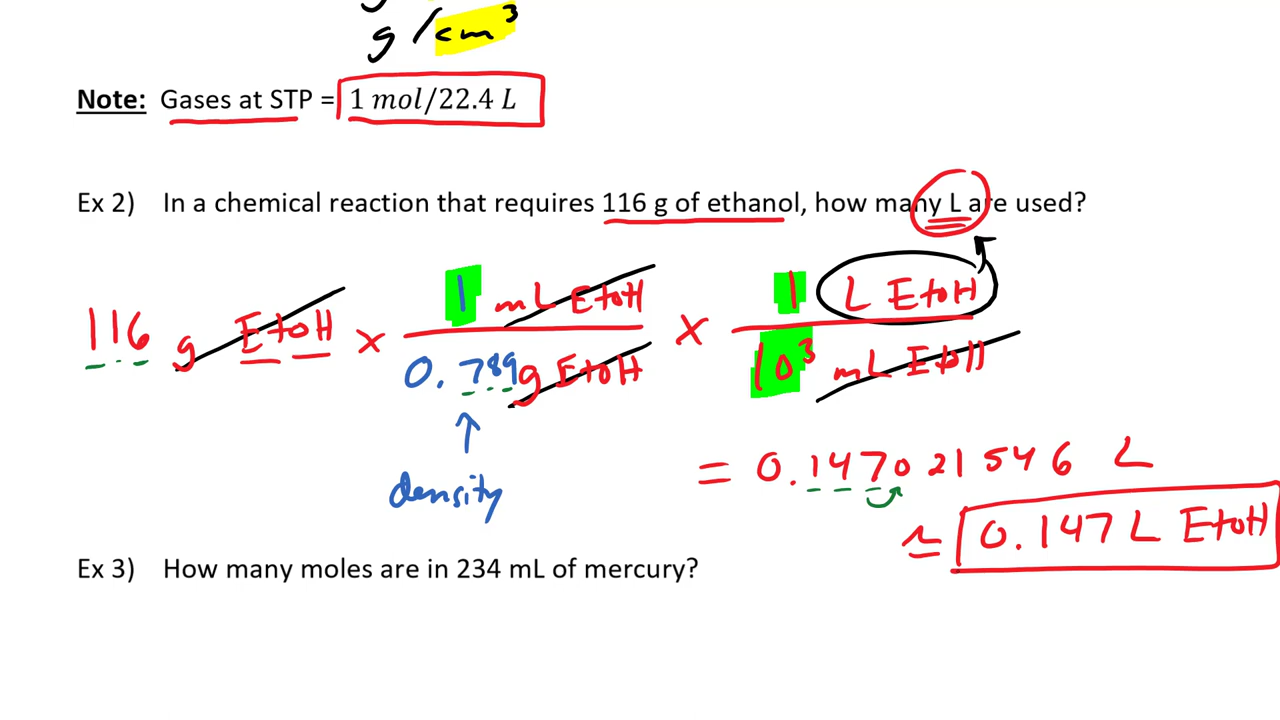 g/cm³
Note: Gases at STP = 1 mol/22.4 L
Ex 2) In a chemical reaction that requires 116 g of ethanol, how many L are used?
116 g EtoH × 1 mL EtoH / 0.789g EtoH × 1 L EtoH / 10³ mL EtoH
density
= 0.147021546 L
≈ 0.147 L EtoH
Ex 3) How many moles are in 234 mL of mercury?